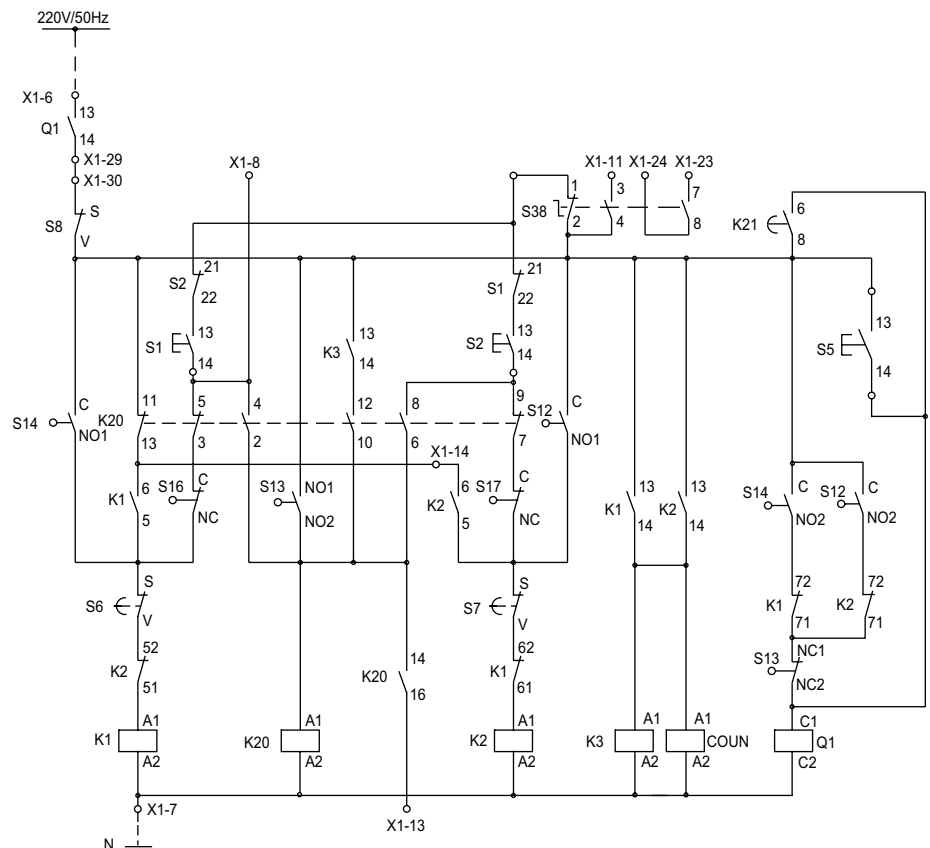 220V/50Hz
X1-6
13
Q1
14
X1-29
X1-8
X1-11 X1-24 X1-23
X1-30
1 3 7
S38
S
S8
2 4 8
6
K21
V
8
21 21
S2 S1
22 22
13 13 13 13
S1 K3 S2 S5
14 14 14 14
C 11 5 4 12 8 9 C
S14 K20 S12
NO1 13 3 2 10 6 7 NO1
X1-14
6 C NO1 6 C 13 13 C C
K1 S16 S13 K2 S17 K1 K2 S14 S12
5 NC NO2 5 NC 14 14 NO2 NO2
S S 72 72
S6 S7 K1 K2
V V 71 71
52 14 62 NC1
K2 K20 K1 S13
51 16 61 NC2
A1 A1 A1 A1 A1 C1
K1 K20 K2 K3 COUN Q1
A2 A2 A2 A2 A2 C2
X1-7
X1-13
N